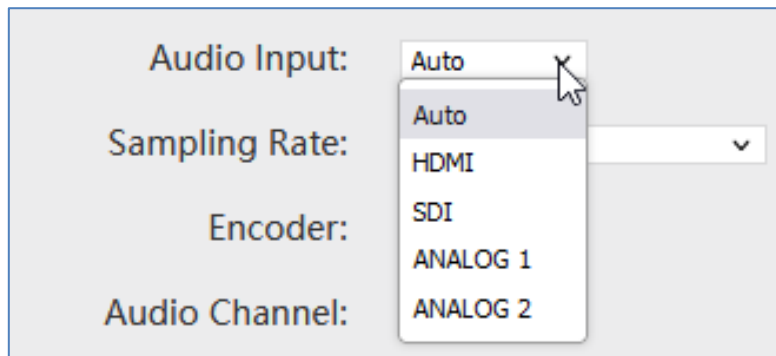 Audio Input: Auto
Auto
Sampling Rate:
HDMI
SDI
Encoder:
ANALOG 1
Audio Channel: ANALOG 2